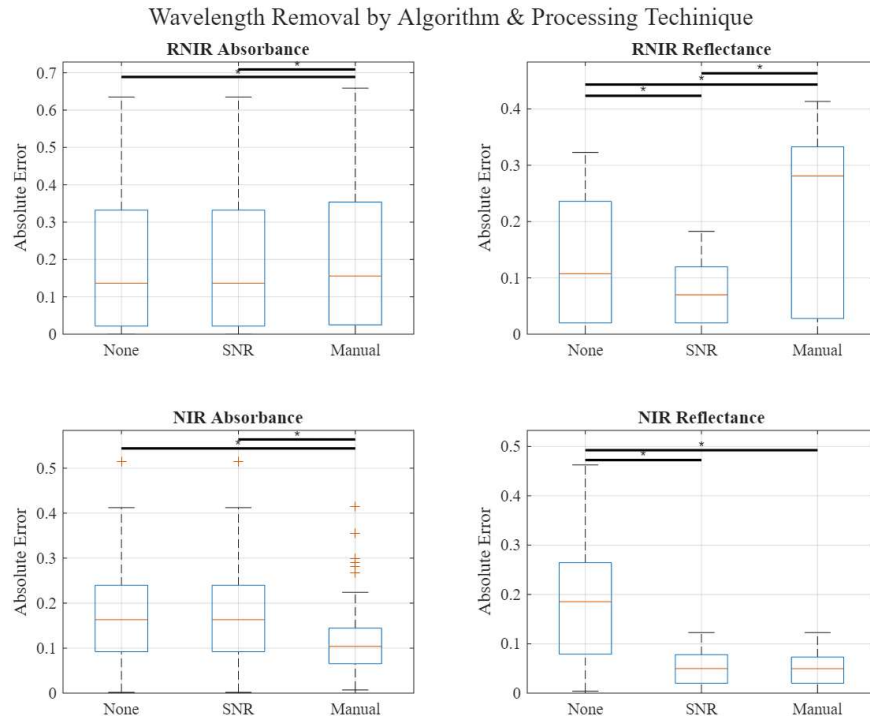 Wavelength Removal by Algorithm & Processing Techinique
RNIR Absorbance
0.7
0.6
0.5
0.4
0.3
0.2
0.1
0
Absolute Error
*
*
None SNR Manual
RNIR Reflectance
0.4
0.3
0.2
0.1
0
Absolute Error
*
*
*
None SNR Manual
NIR Absorbance
0.5
0.4
0.3
0.2
0.1
0
Absolute Error
*
*
None SNR Manual
NIR Reflectance
0.5
0.4
0.3
0.2
0.1
0
Absolute Error
*
*
None SNR Manual